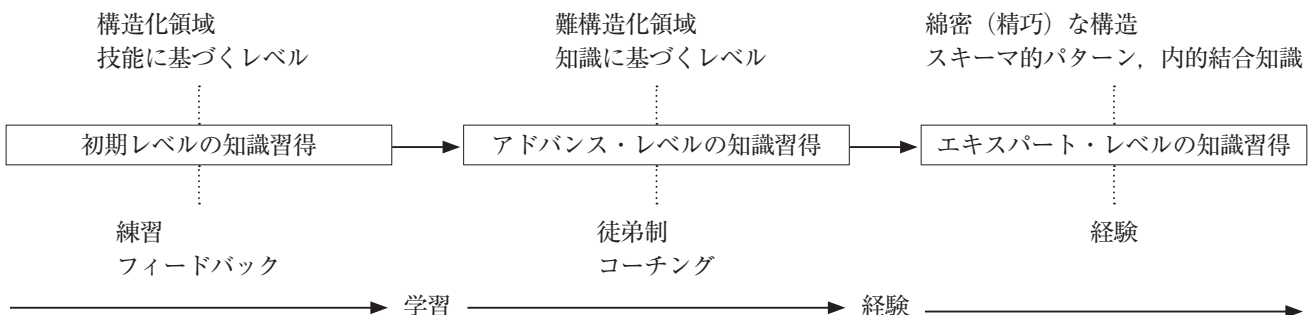 構造化領域
技能に基づくレベル
難構造化領域
知識に基づくレベル
綿密（精巧）な構造
スキーマ的パターン，内的結合知識
初期レベルの知識習得
アドバンス・レベルの知識習得
エキスパート・レベルの知識習得
練習
フィードバック
徒弟制
コーチング
経験
学習
経験